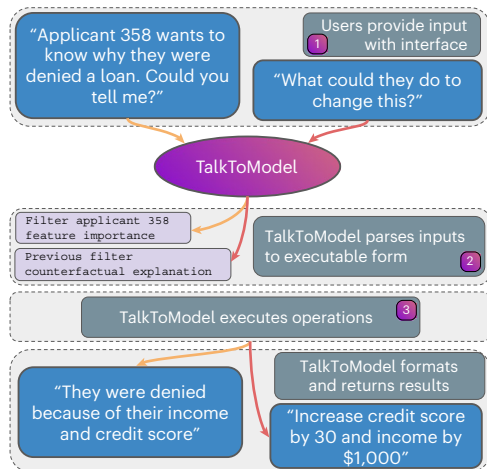 “Applicant 358 wants to
know why they were
denied a loan. Could you
tell me?”
Users provide input
with interface
1
“What could they do to
change this?”
TalkToModel
Filter applicant 358
feature importance
Previous filter
counterfactual explanation
TalkToModel parses inputs
to executable form
2
TalkToModel executes operations
3
“They were denied
because of their income
and credit score”
TalkToModel formats
and returns results
“Increase credit score
by 30 and income by
$1,000”